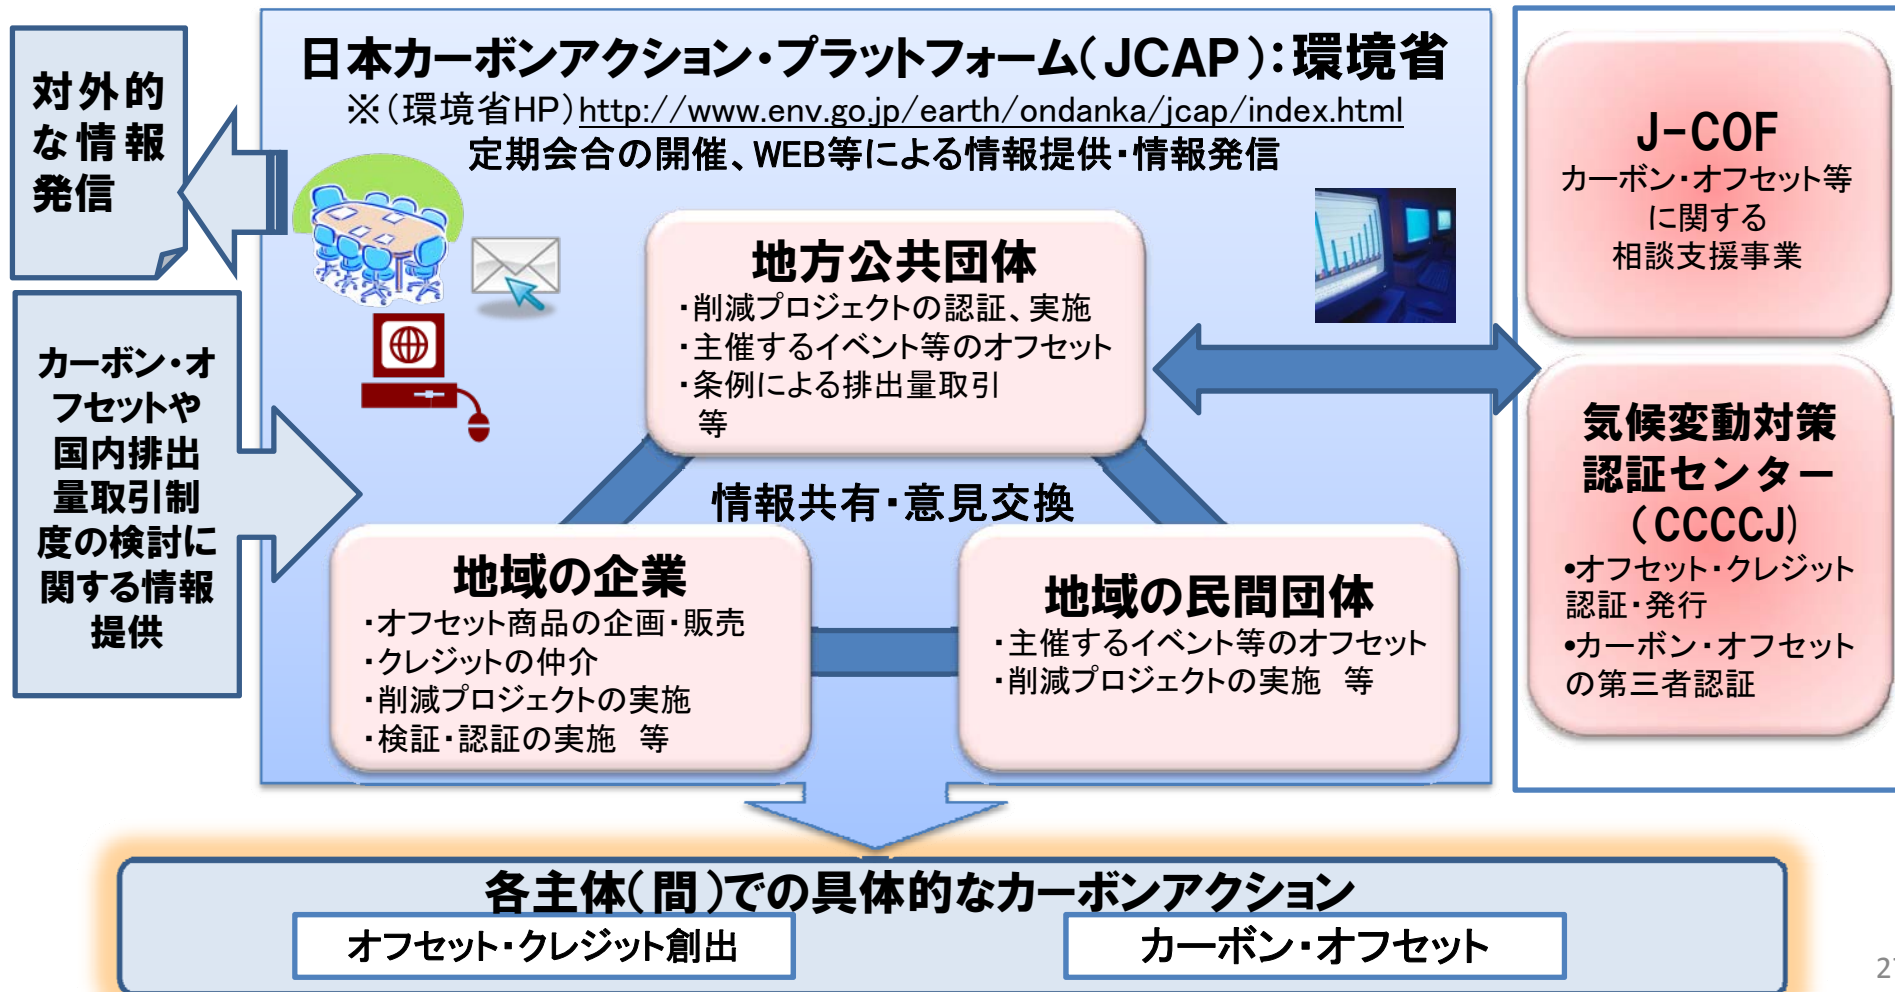 日本カーボンアクション・プラットフォーム(JCAP):環境省
※(環境省HP)http://www.env.go.jp/earth/ondanka/jcap/index.html
定期会合の開催、WEB等による情報提供・情報発信
対外的
な情報
発信
カーボン・オ
フセットや
国内排出
量取引制
度の検討に
関する情報
提供
地方公共団体
・削減プロジェクトの認証、実施
・主催するイベント等のオフセット
・条例による排出量取引
等
情報共有・意見交換
地域の企業
・オフセット商品の企画・販売
・クレジットの仲介
・削減プロジェクトの実施
・検証・認証の実施　等
地域の民間団体
・主催するイベント等のオフセット
・削減プロジェクトの実施　等
J-COF
カーボン・オフセット等
に関する
相談支援事業
気候変動対策
認証センター
(CCCCJ)
•オフセット・クレジット
認証・発行
•カーボン・オフセット
の第三者認証
各主体(間)での具体的なカーボンアクション
オフセット・クレジット創出
カーボン・オフセット